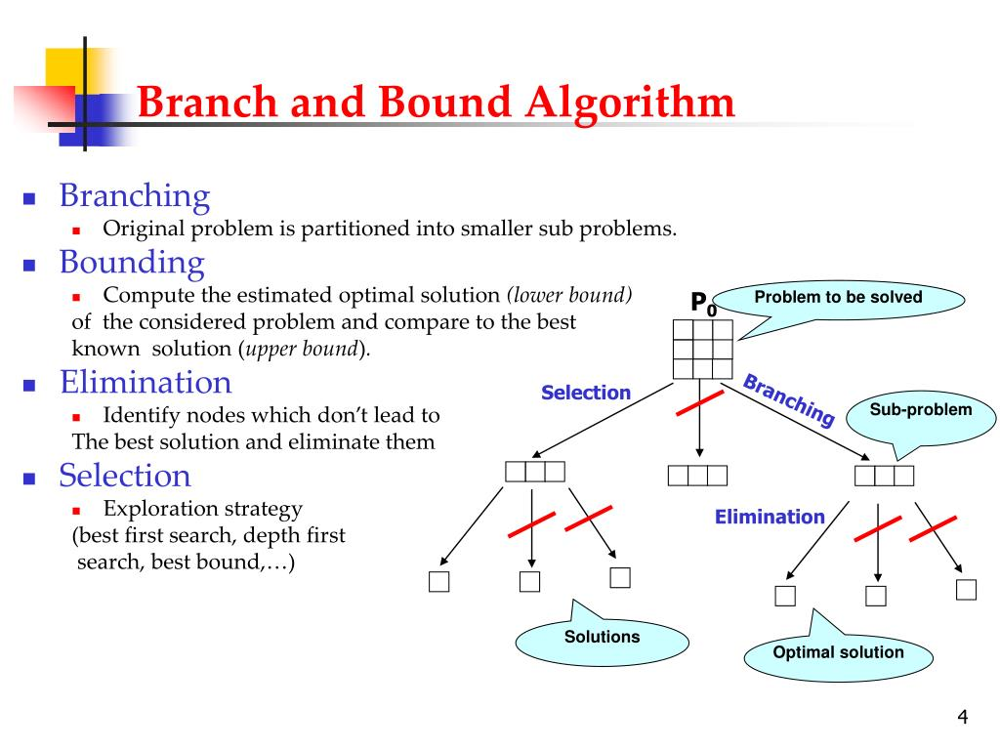 Branch and Bound Algorithm
Branching
Original problem is partitioned into smaller sub problems.
Bounding
Compute the estimated optimal solution (lower bound)
of the considered problem and compare to the best
known solution (upper bound).
Elimination
Identify nodes which don’t lead to
The best solution and eliminate them
Selection
Exploration strategy
(best first search, depth first
search, best bound,…)
P0
Problem to be solved
Selection
Branching
Sub-problem
Elimination
Solutions
Optimal solution
4